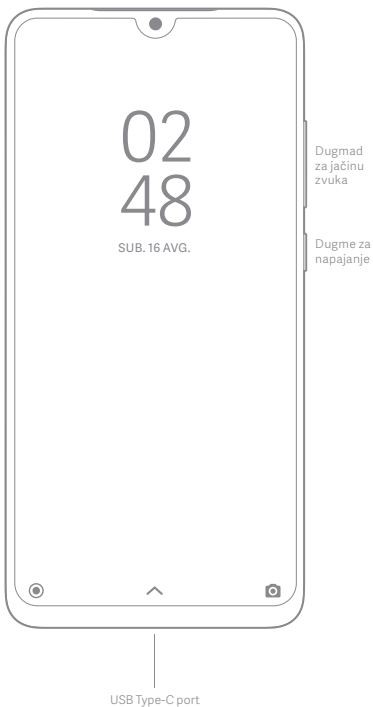 02
48
SUB. 16 AVG.
Dugmad
za jačinu
zvuka
Dugme za
napajanje
USB Type-C port